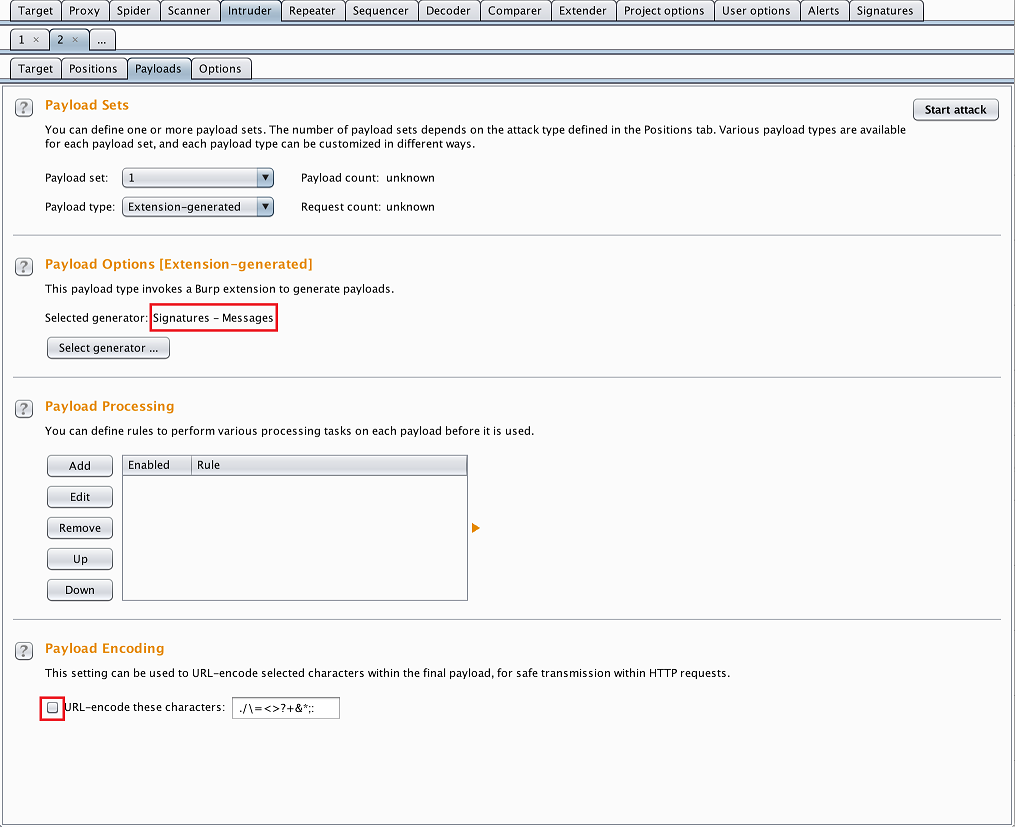 Target Proxy Spider Scanner Intruder Repeater Sequencer Decoder Comparer Extender Project options User options Alerts Signatures
1 × 2 × ...
Target Positions Payloads Options
? Payload Sets
Start attack
You can define one or more payload sets. The number of payload sets depends on the attack type defined in the Positions tab. Various payload types are available
for each payload set, and each payload type can be customized in different ways.
Payload set: 1 Payload count: unknown
Payload type: Extension-generated Request count: unknown
? Payload Options [Extension-generated]
This payload type invokes a Burp extension to generate payloads.
Selected generator: Signatures - Messages
Select generator ...
? Payload Processing
You can define rules to perform various processing tasks on each payload before it is used.
Add Enabled Rule
Edit
Remove
Up
Down
? Payload Encoding
This setting can be used to URL-encode selected characters within the final payload, for safe transmission within HTTP requests.
URL-encode these characters: ./\=<>?+&*;: